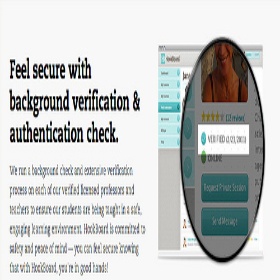 Feel secure with
background verification &
authentication check.
We run a background check and extensive verification
process on each of our verified licensed professors and
teachers to ensure our students are being taught in a safe,
engaging learning environment. HookBoard is committed to
safety and peace of mind—you can feel secure knowing
that with HookBoard, you're in good hands!
HookBoard
(12 reviews)
VERIFIED
ONLINE
Request Private Session
Send Message